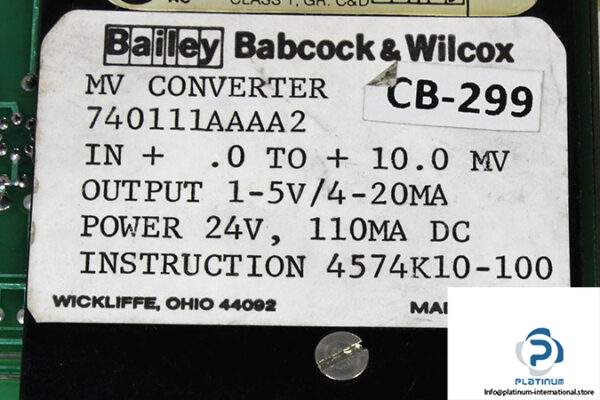 CLASS 1, GR. C&D
Bailey Babcock & Wilcox
MV CONVERTER
CB-299
740111AAAA2
IN + .0 TO + 10.0 MV
OUTPUT 1-5V/4-20MA
POWER 24V, 110MA DC
INSTRUCTION 4574K10-100
WICKLIFFE, OHIO 44092
PLATINUM
Info@platinum-international.store